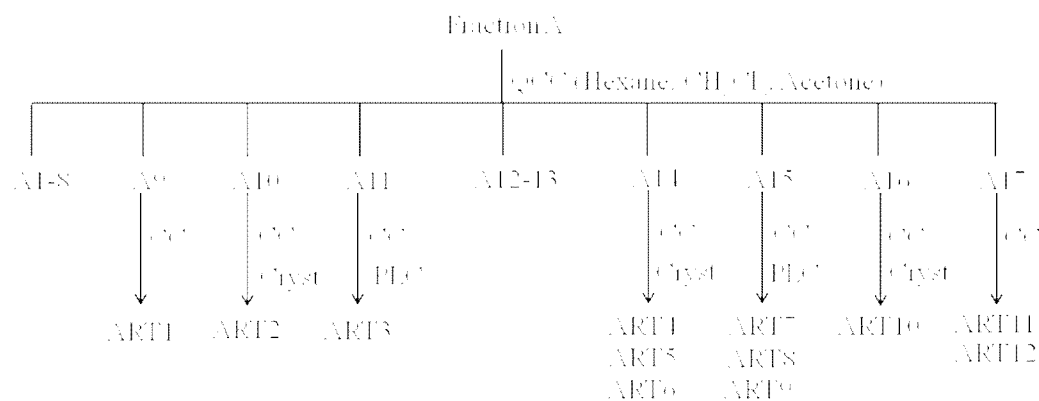 Fraction A
QCC (Hexane, CH2Cl2, Acetone)
A1-8 A9 A10 A11 A12-13 A14 A15 A16 A17
CC CC CC CC CC CC CC
Cryst PLC Cryst PLC Cryst
ART1 ART2 ART3 ART4 ART7 ART10 ART11
ART5 ART8 ART12
ART6 ART9